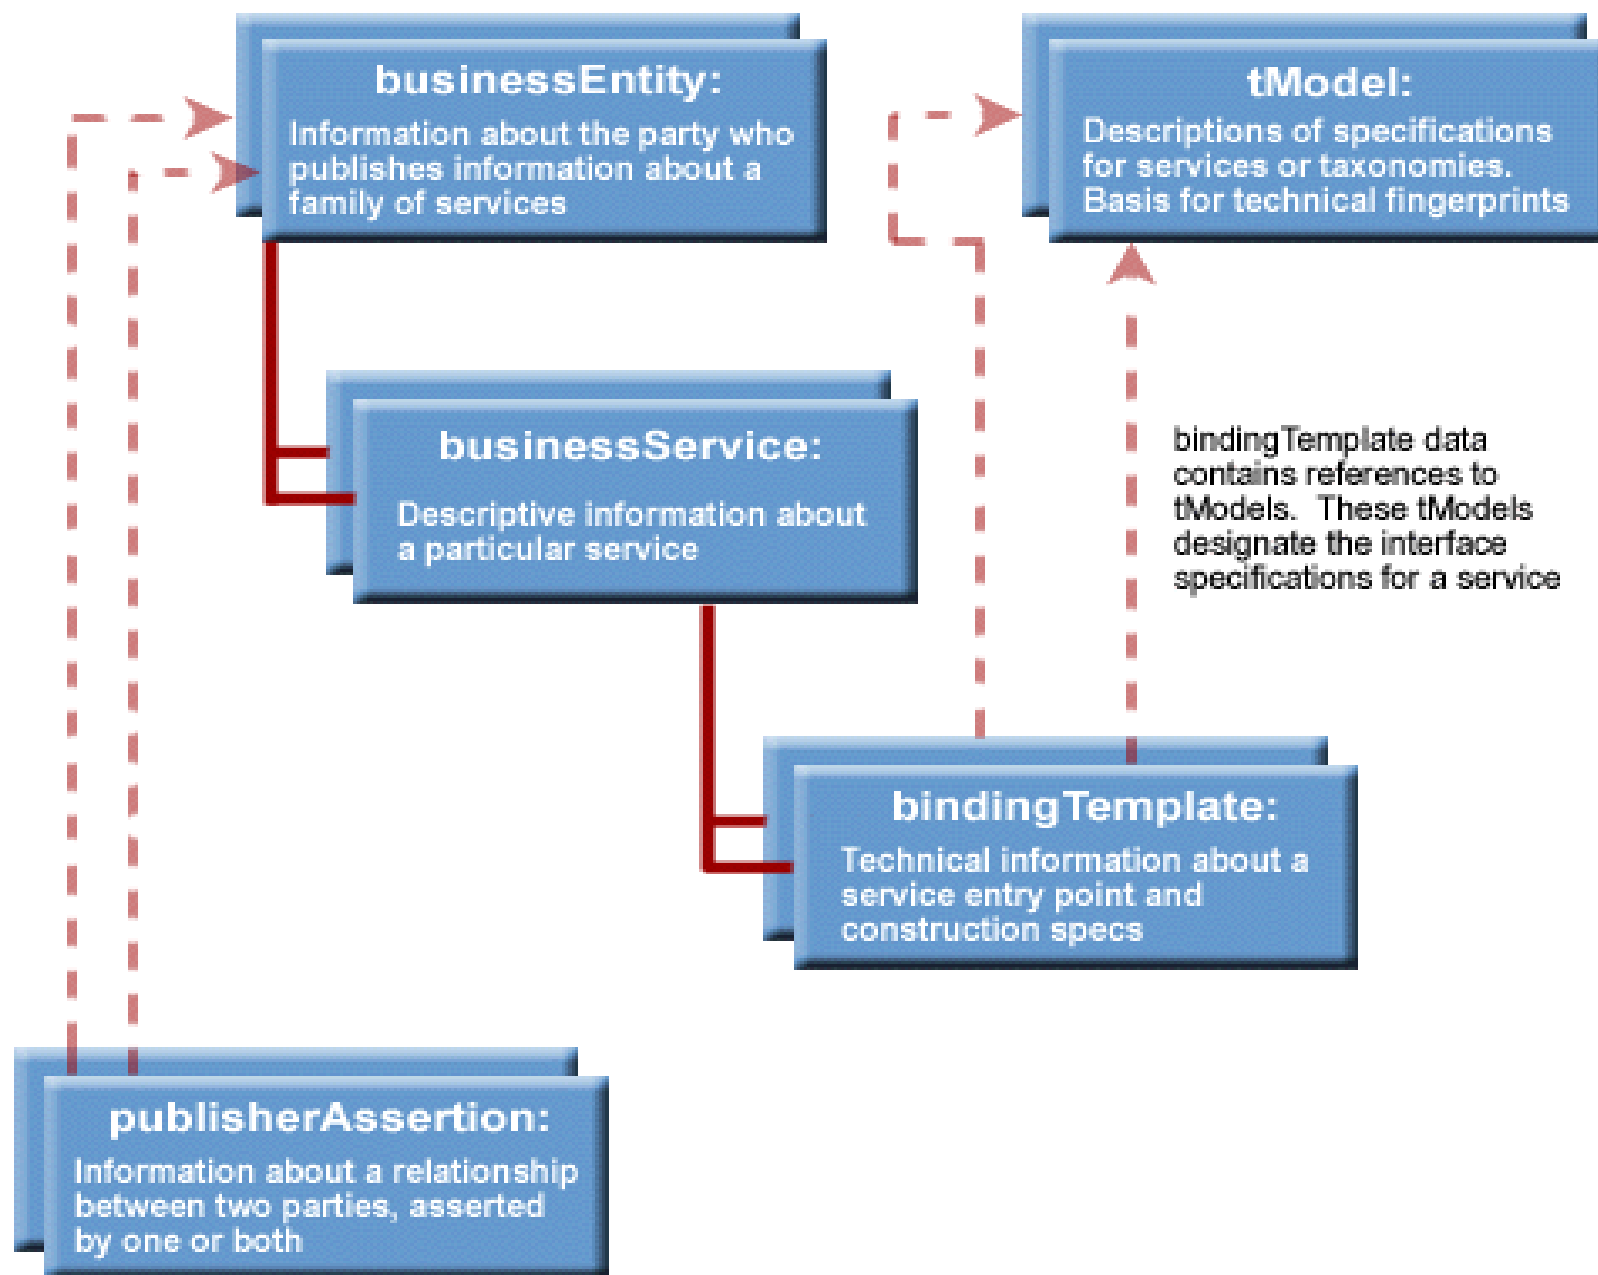 businessEntity:
Information about the party who
publishes information about a
family of services
tModel:
Descriptions of specifications
for services or taxonomies.
Basis for technical fingerprints
businessService:
Descriptive information about
a particular service
bindingTemplate data
contains references to
tModels.  These tModels
designate the interface
specifications for a service
bindingTemplate:
Technical information about a
service entry point and
construction specs
publisherAssertion:
Information about a relationship
between two parties, asserted
by one or both